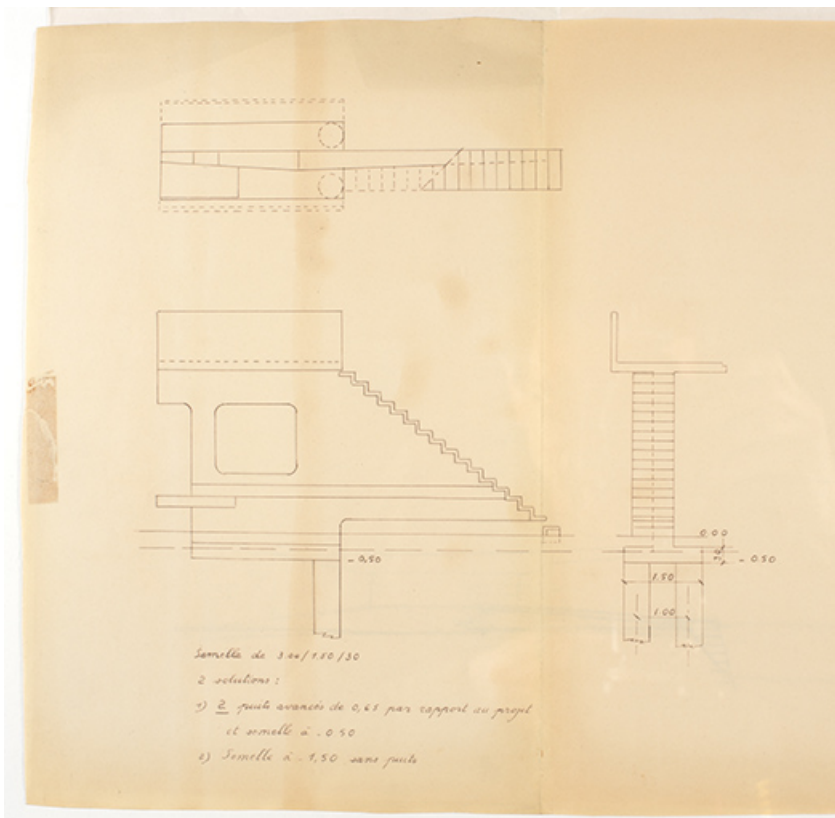 0.00
- 0,50
- 0.50
1.50
1.00
Semelle de 3.00/1.50/30
2 solutions :
1) 2 puits avancés de 0,65 par rapport au projet
et semelle à - 0.50
2) Semelle à - 1,50 sans puits